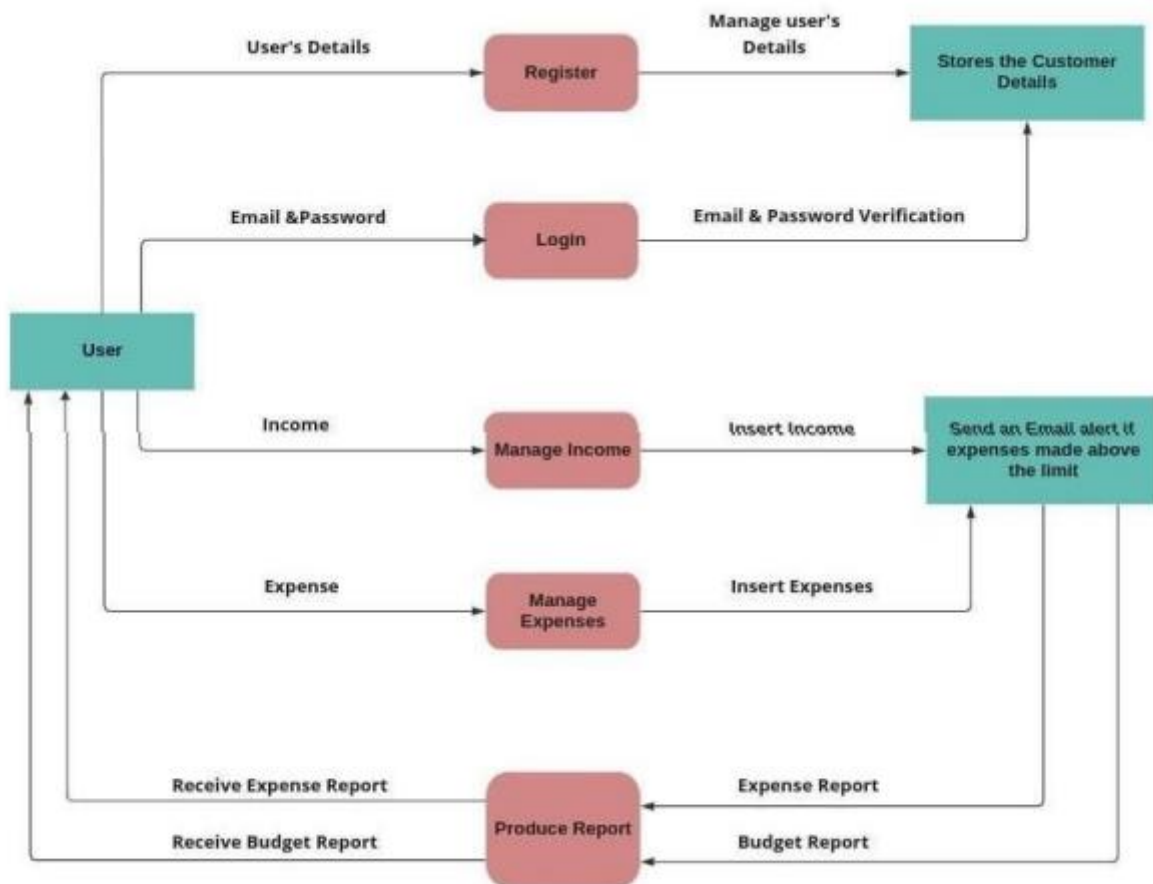 Manage user's
Details
User's Details
Register
Stores the Customer
Details
Email &Password
Login
Email & Password Verification
User
Income
Manage Income
Insert Income
Send an Email alert if
expenses made above
the limit
Expense
Manage
Expenses
Insert Expenses
Receive Expense Report
Expense Report
Produce Report
Receive Budget Report
Budget Report